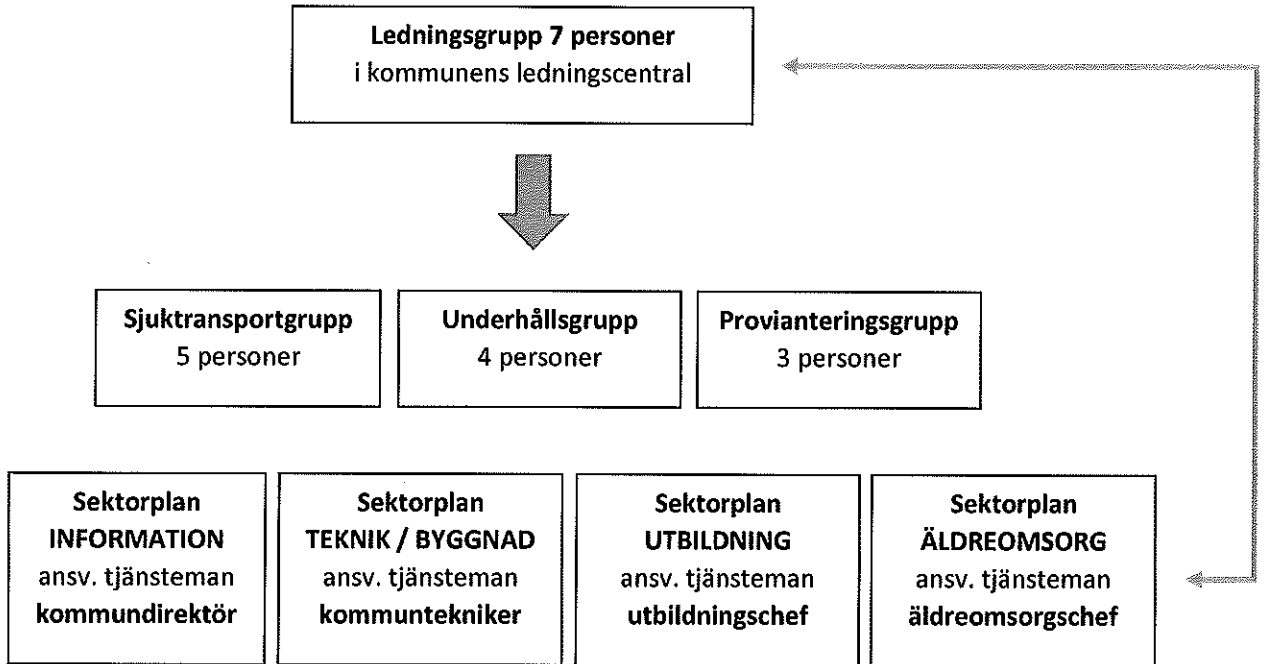 Ledningsgrupp 7 personer
i kommunens ledningscentral
Sjuktransportgrupp
5 personer
Underhållsgrupp
4 personer
Provianteringsgrupp
3 personer
Sektorplan
INFORMATION
ansv. tjänsteman
kommundirektör
Sektorplan
TEKNIK / BYGGNAD
ansv. tjänsteman
kommuntekniker
Sektorplan
UTBILDNING
ansv. tjänsteman
utbildningschef
Sektorplan
ÄLDREOMSORG
ansv. tjänsteman
äldreomsorgschef